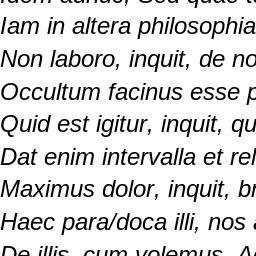 Iam in altera philosophia
Non laboro, inquit, de no
Occultum facinus esse p
Quid est igitur, inquit, qu
Dat enim intervalla et rel
Maximus dolor, inquit, br
Haec para/doca illi, nos
De illis, cum volemus.